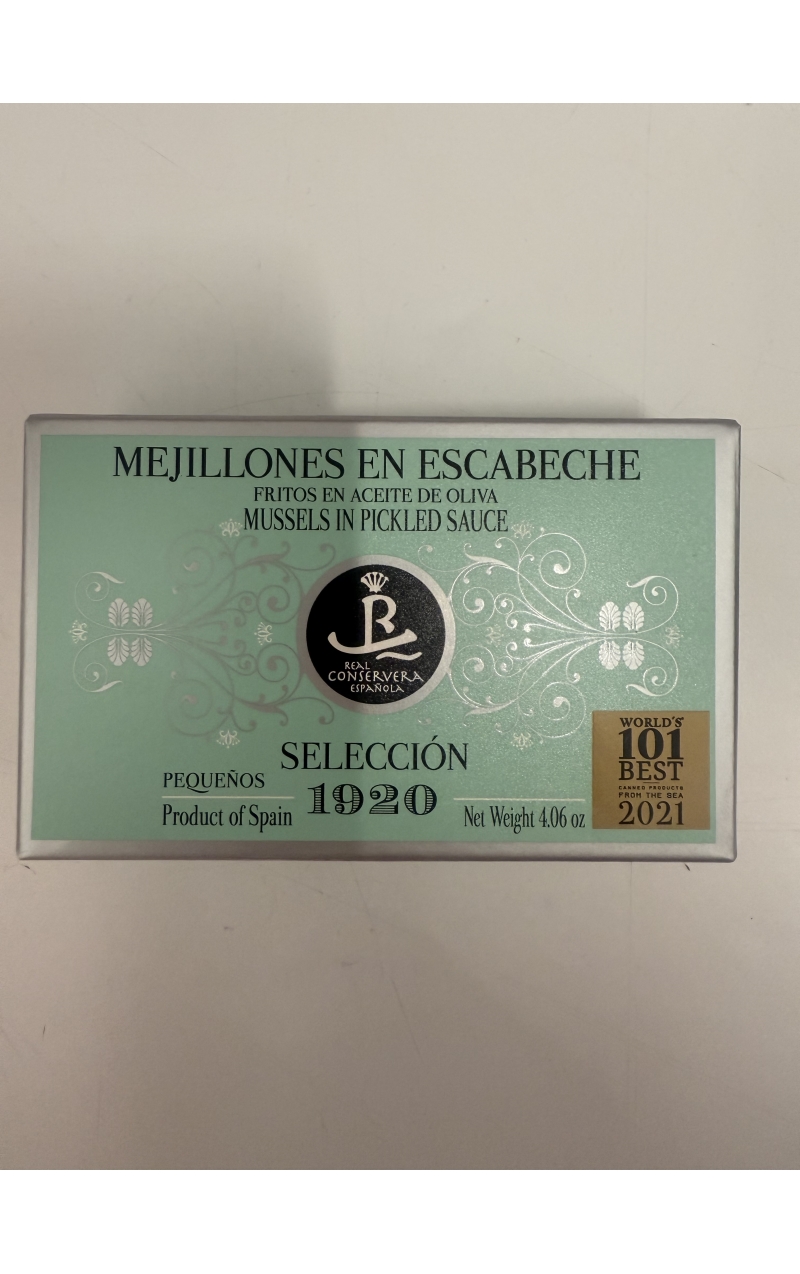 MEJILLONES EN ESCABECHE
FRITOS EN ACEITE DE OLIVA
MUSSELS IN PICKLED SAUCE
R
REAL
CONSERVERA
ESPAÑOLA
SELECCIÓN
1920
PEQUEÑOS
Product of Spain
Net Weight 4.06 oz
WORLD'S
101
BEST
CANNED PRODUCTS
FROM THE SEA
2021